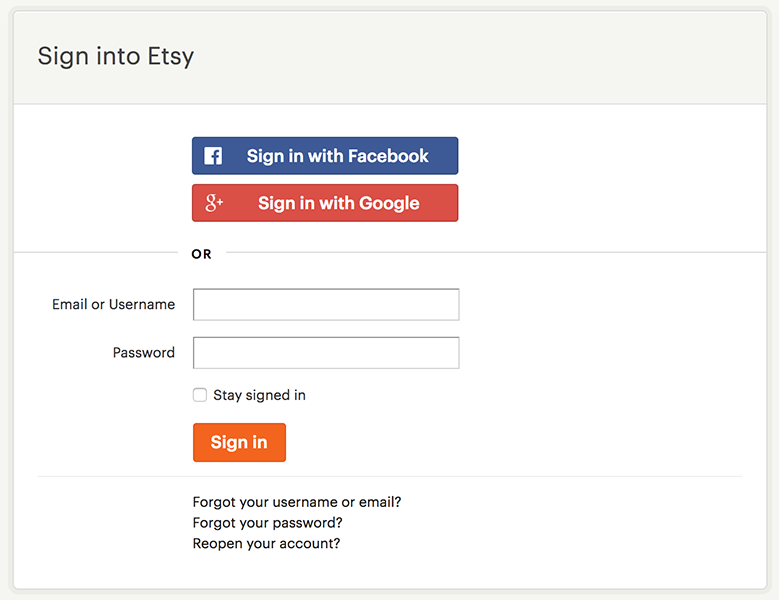 Sign into Etsy
Sign in with Facebook
g+ Sign in with Google
OR
Email or Username
Password
Stay signed in
Sign in
Forgot your username or email?
Forgot your password?
Reopen your account?